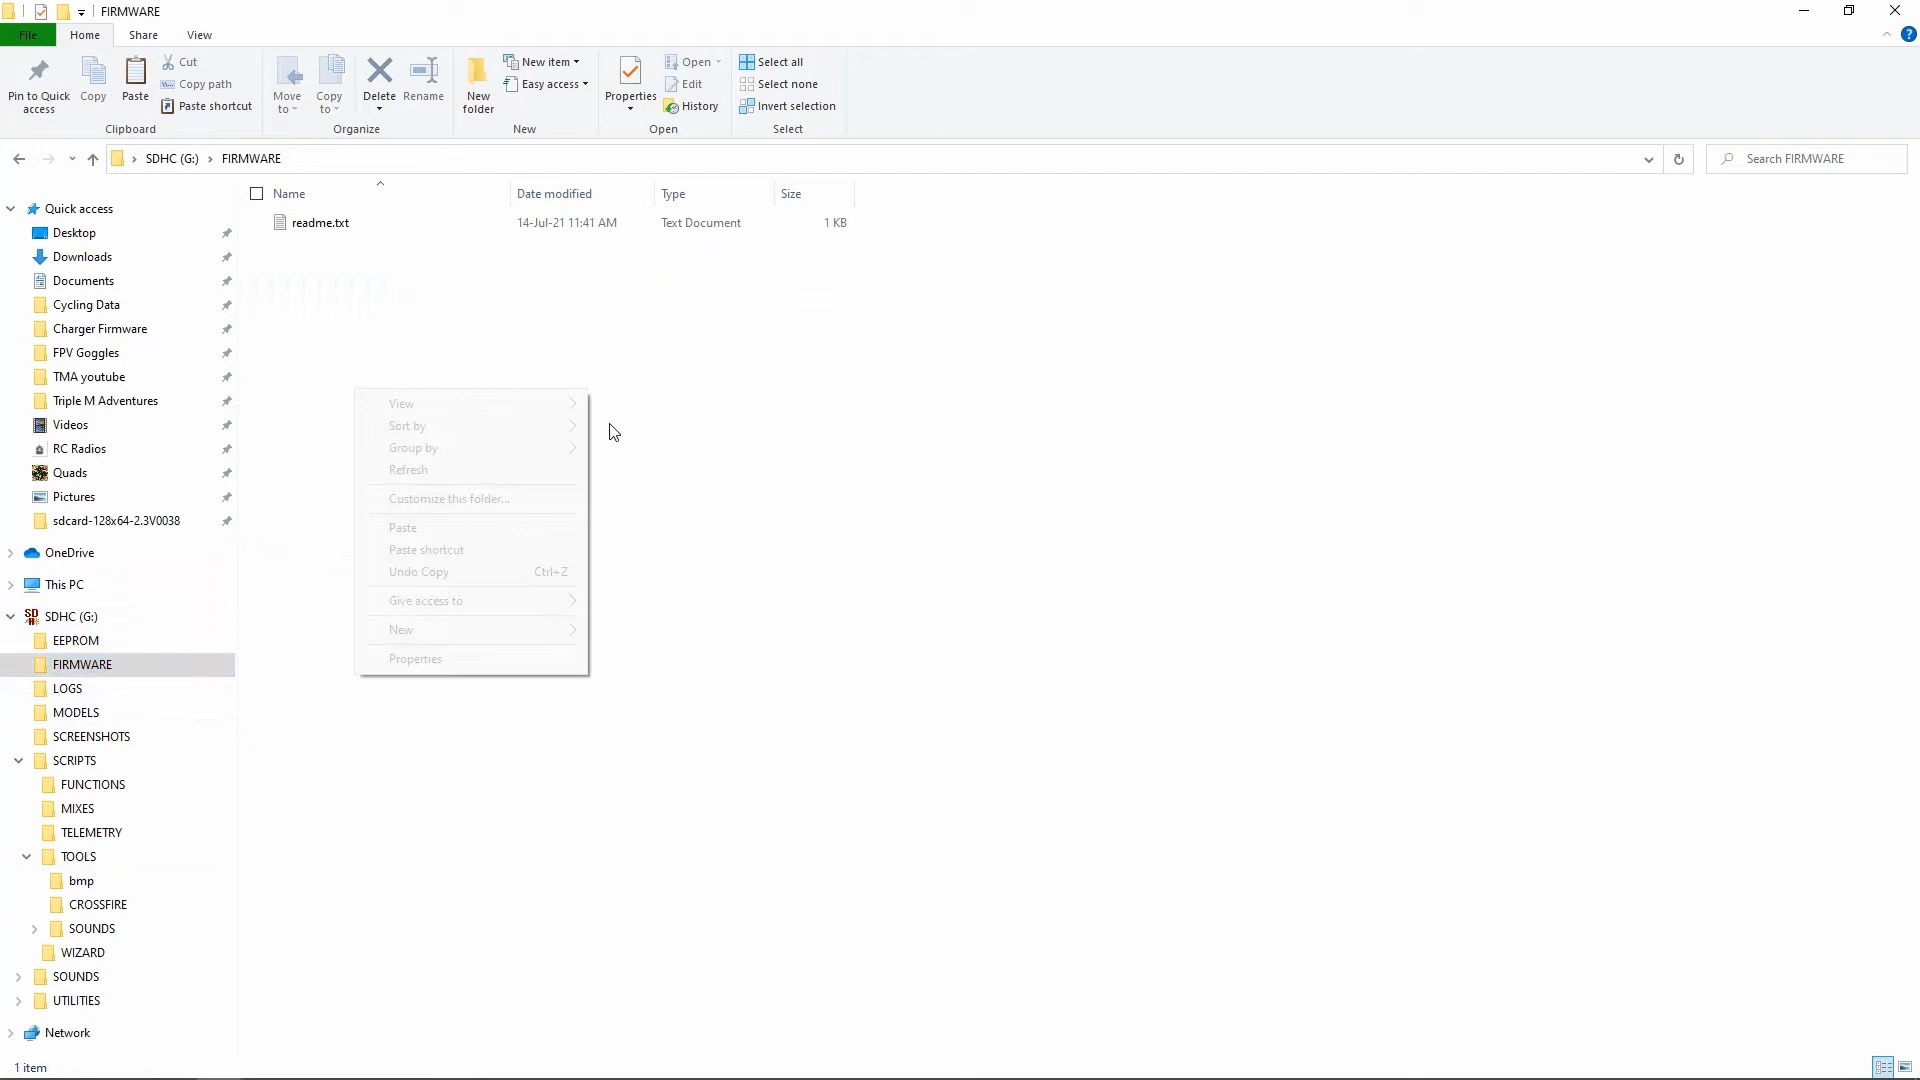 FIRMWARE
File Home Share View
Pin to Quick access
Copy
Paste
Cut
Copy path
Paste shortcut
Clipboard
Move to
Copy to
Delete
Rename
Organize
New folder
New item
Easy access
New
Properties
Open
Edit
History
Open
Select all
Select none
Invert selection
Select
SDHC (G:) FIRMWARE
Search FIRMWARE
Name Date modified Type Size
readme.txt 14-Jul-21 11:41 AM Text Document 1 KB
Quick access
Desktop
Downloads
Documents
Cycling Data
Charger Firmware
FPV Goggles
TMA youtube
Triple M Adventures
Videos
RC Radios
Quads
Pictures
sdcard-128x64-2.3V0038
OneDrive
This PC
SDHC (G:)
EEPROM
FIRMWARE
LOGS
MODELS
SCREENSHOTS
SCRIPTS
FUNCTIONS
MIXES
TELEMETRY
TOOLS
bmp
CROSSFIRE
SOUNDS
WIZARD
SOUNDS
UTILITIES
Network
View
Sort by
Group by
Refresh
Customize this folder...
Paste
Paste shortcut
Undo Copy Ctrl+Z
Give access to
New
Properties
1 item